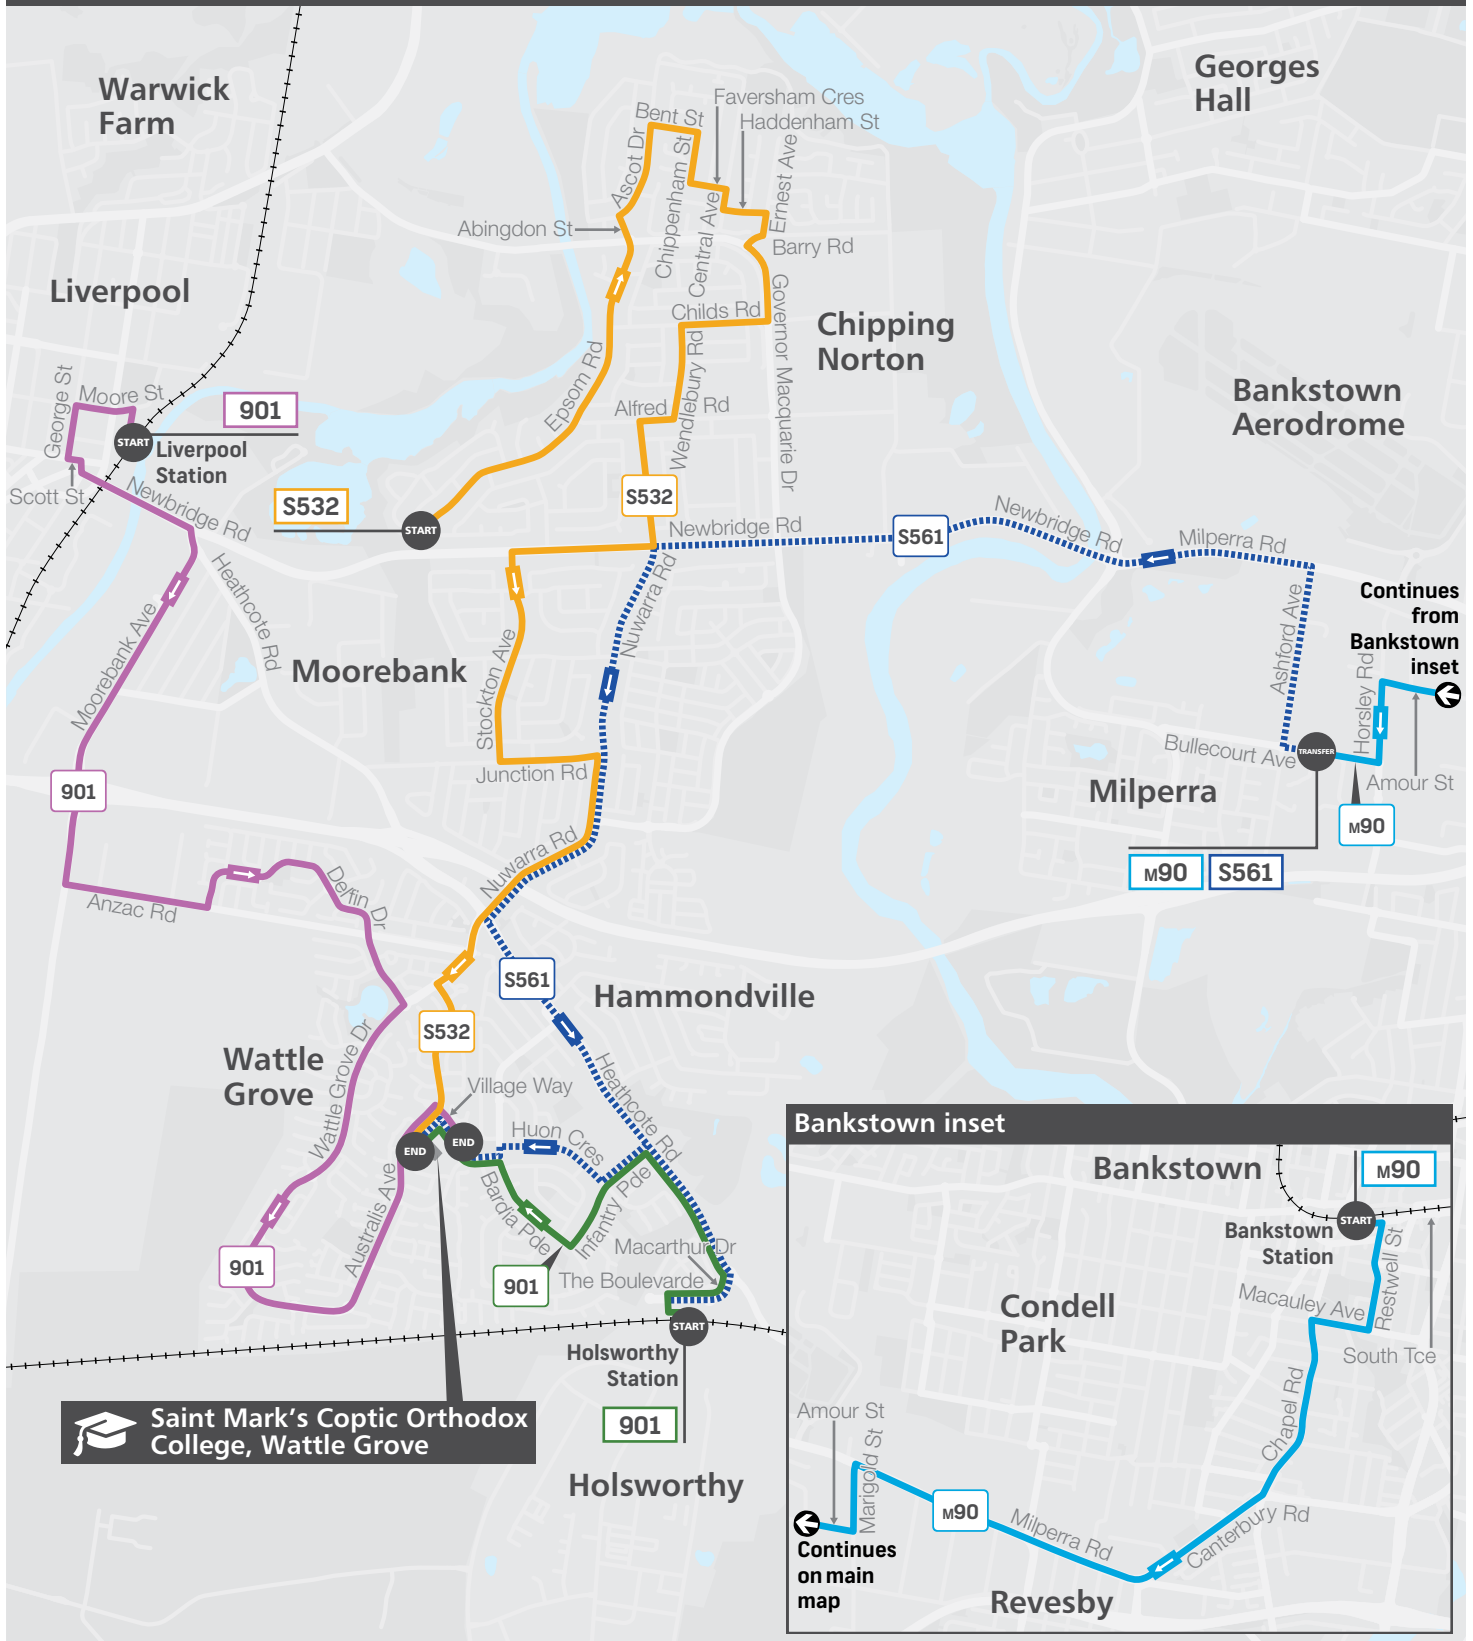 Warwick
Farm
Georges
Hall
Faversham Cres
Haddenham St
Bent St
Ascot Dr
Chippenham St
Ernest Ave
Abingdon St
Central Ave
Barry Rd
Liverpool
Childs Rd
Governor Macquarie Dr
Chipping
Norton
Epsom Rd
Wendlebury Rd
Bankstown
Aerodrome
George St
Moore St
901
Alfred Rd
START
Liverpool
Station
Scott St
Newbridge Rd
S532
START
S532
Newbridge Rd
S561
Newbridge Rd
Milperra Rd
Heathcote Rd
Nuwarra Rd
Ashford Ave
Continues
from
Bankstown
inset
Moorebank Ave
Moorebank
Stockton Ave
Horsley Rd
Bullecourt Ave
TRANSFER
Junction Rd
Milperra
Amour St
901
M90
M90
S561
Nuwarra Rd
Anzac Rd
Delfin Dr
S561
Hammondville
S532
Wattle
Grove
Wattle Grove Dr
Heathcote Rd
Village Way
Huon Cres
END
END
Bardia Pde
Infantry Pde
Australis Ave
Macarthur Dr
901
901
The Boulevarde
START
Holsworthy
Station
901
Saint Mark's Coptic Orthodox
College, Wattle Grove
Holsworthy
Bankstown inset
Bankstown
M90
START
Bankstown
Station
Restwell St
Macauley Ave
Condell
Park
South Tce
Chapel Rd
Amour St
Marigold St
M90
Milperra Rd
Canterbury Rd
Continues
on main
map
Revesby